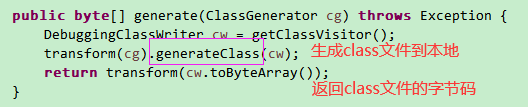 public byte[] generate(ClassGenerator cg) throws Exception {
DebuggingClassWriter cw = getClassVisitor();
transform(cg).generateClass(cw); 生成class文件到本地
return transform(cw.toByteArray());
返回class文件的字节码
}